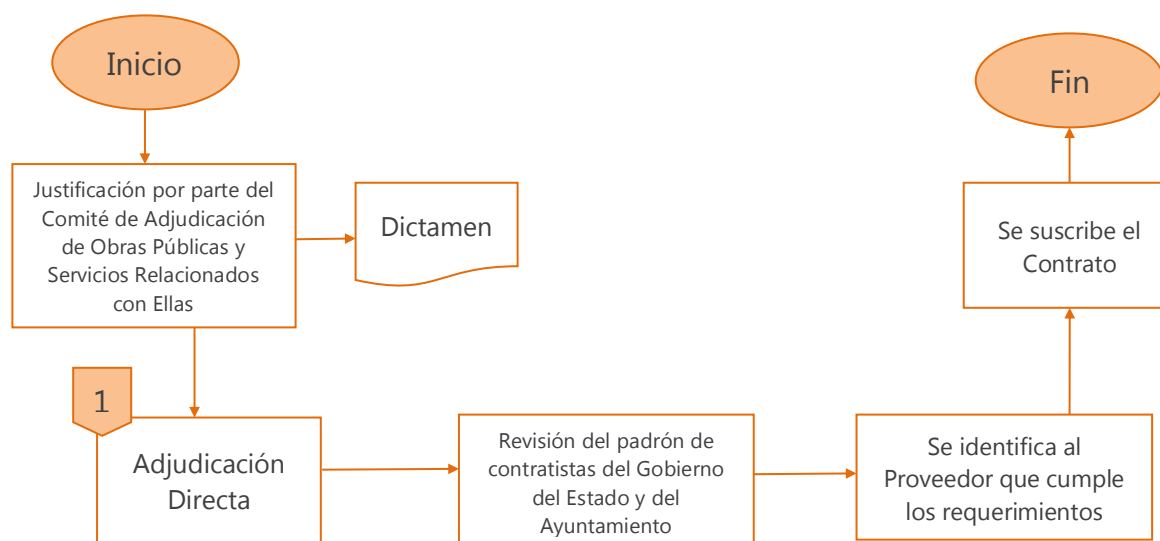 Inicio
Justificación por parte del
Comité de Adjudicación
de Obras Públicas y
Servicios Relacionados
con Ellas
Dictamen
1
Adjudicación
Directa
Revisión del padrón de
contratistas del Gobierno
del Estado y del
Ayuntamiento
Se identifica al
Proveedor que cumple
los requerimientos
Se suscribe el
Contrato
Fin